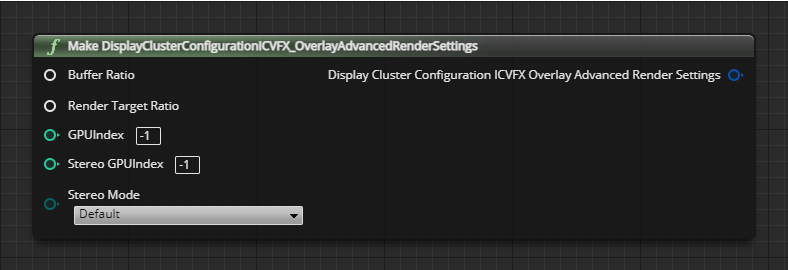 f Make DisplayClusterConfigurationICVFX_OverlayAdvancedRenderSettings
Buffer Ratio
Display Cluster Configuration ICVFX Overlay Advanced Render Settings
Render Target Ratio
GPUIndex -1
Stereo GPUIndex -1
Stereo Mode
Default